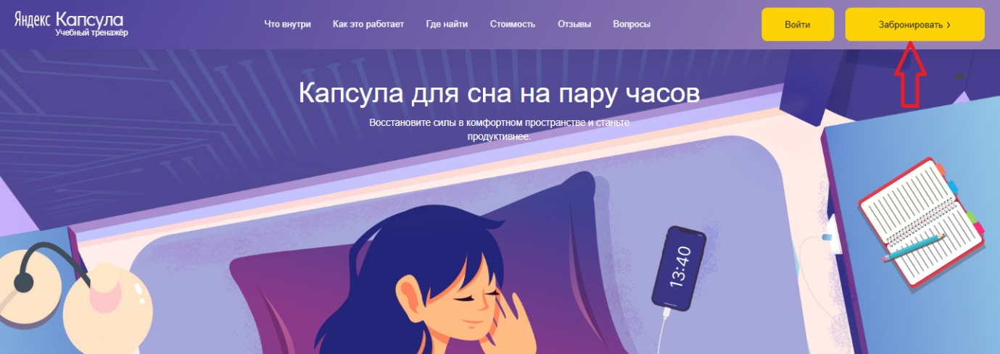 Яндекс Капсула
Учебный тренажёр
Что внутри Как это работает Где найти Стоимость Отзывы Вопросы
Войти
Забронировать ›
Капсула для сна на пару часов
Восстановите силы в комфортном пространстве и станьте
продуктивнее.
13:40